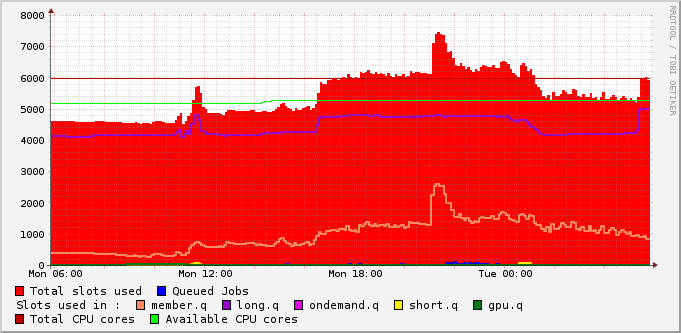 8000
7000
6000
5000
4000
3000
2000
1000
0
Mon 06:00 Mon 12:00 Mon 18:00 Tue 00:00
RRDTOOL / TOBI OETIKER
Total slots used Queued Jobs
Slots used in : member.q long.q ondemand.q short.q gpu.q
Total CPU cores Available CPU cores